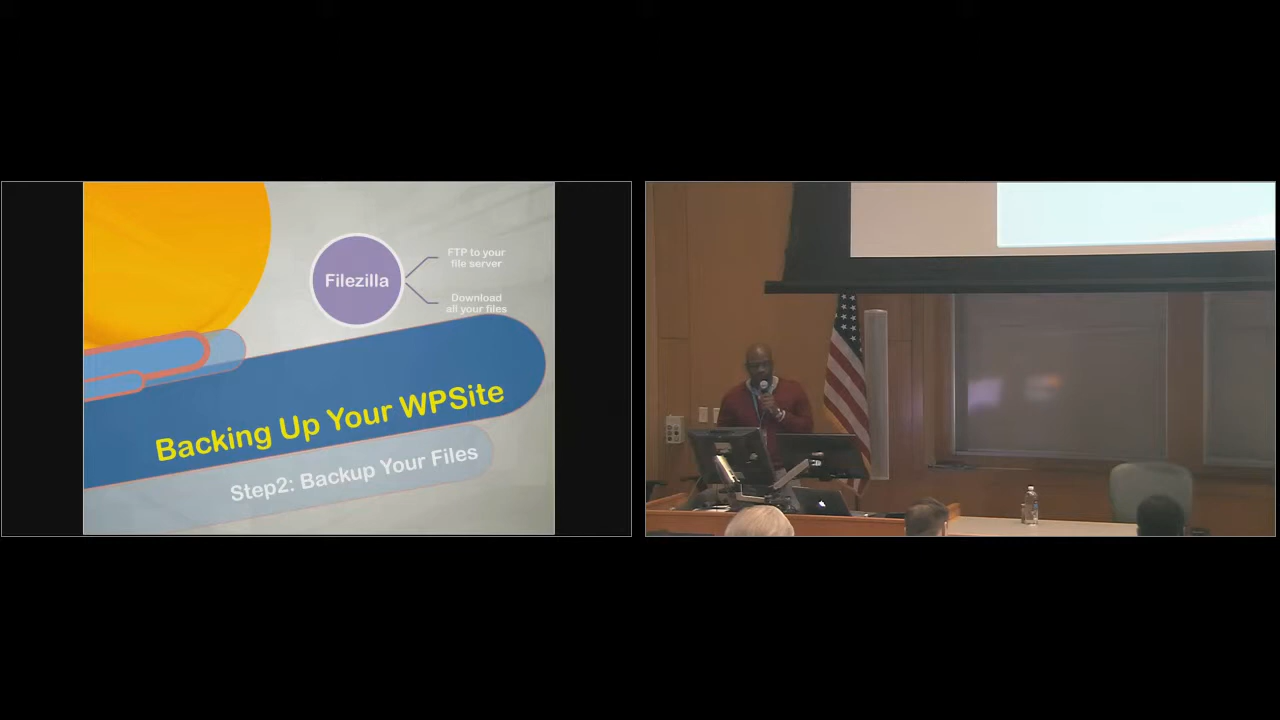 Filezilla
FTP to your
file server
Download
all your files
Backing Up Your WPSite
Step2: Backup Your Files